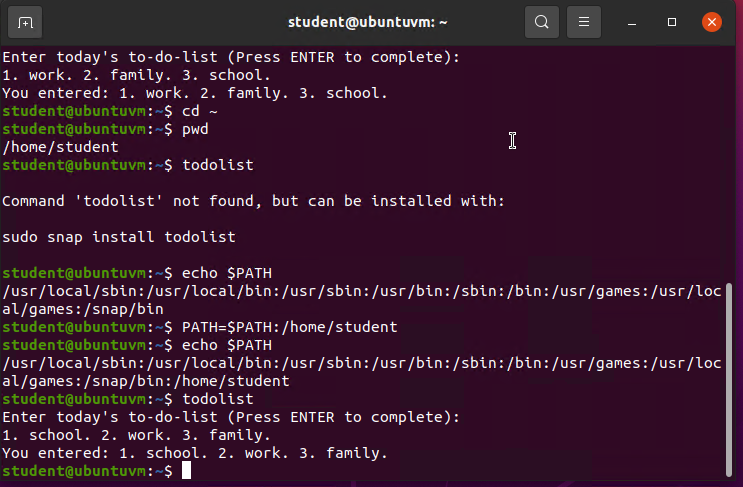 student@ubuntuvm: ~
Enter today's to-do-list (Press ENTER to complete):
1. work. 2. family. 3. school.
You entered: 1. work. 2. family. 3. school.
student@ubuntuvm:~$ cd ~
student@ubuntuvm:~$ pwd
/home/student
student@ubuntuvm:~$ todolist
Command 'todolist' not found, but can be installed with:
sudo snap install todolist
student@ubuntuvm:~$ echo $PATH
/usr/local/sbin:/usr/local/bin:/usr/sbin:/usr/bin:/sbin:/bin:/usr/games:/usr/loc
al/games:/snap/bin
student@ubuntuvm:~$ PATH=$PATH:/home/student
student@ubuntuvm:~$ echo $PATH
/usr/local/sbin:/usr/local/bin:/usr/sbin:/usr/bin:/sbin:/bin:/usr/games:/usr/loc
al/games:/snap/bin:/home/student
student@ubuntuvm:~$ todolist
Enter today's to-do-list (Press ENTER to complete):
1. school. 2. work. 3. family.
You entered: 1. school. 2. work. 3. family.
student@ubuntuvm:~$